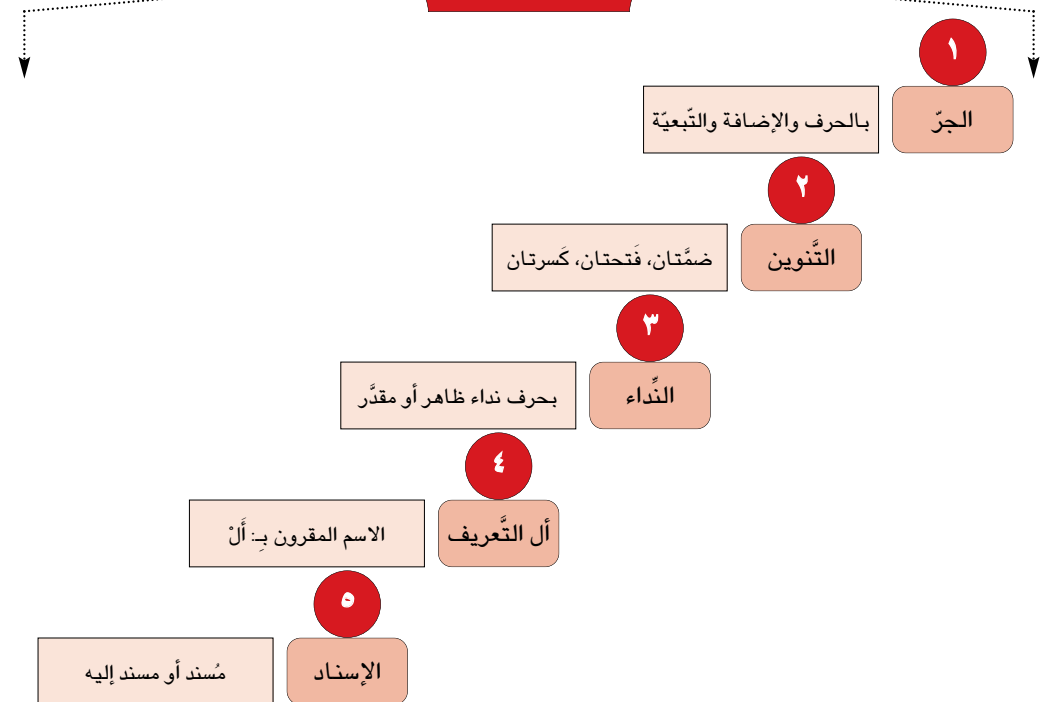 ١
الجرّ
بالحرف والإضافة والتّبعيّة
٢
التَّنوين
ضمَّتان، فَتحتان، كَسرتان
٣
النِّداء
بحرف نداء ظاهر أو مقدَّر
٤
أل التَّعريف
الاسم المقرون بِـ: أَلْ
٥
الإسناد
مُسند أو مسند إليه